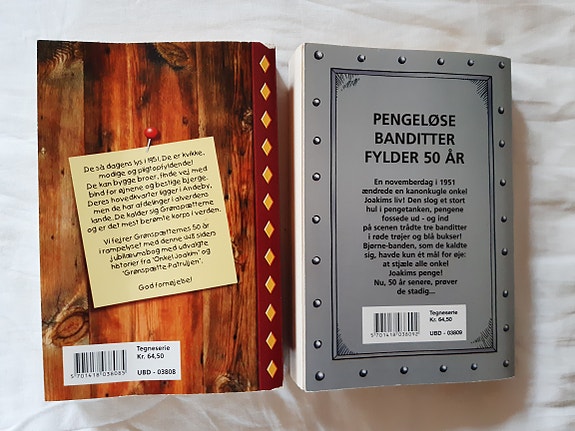 De så dagens lys i 1951. De er kvikke,
modige og pligtopfyldende!
De kan bygge broer, finde vej med
bind for øjnene og bestige bjerge.
Deres hovedkvarter ligger i Andeby,
men de har afdelinger i alverdens
lande. De kalder sig Grønspætterne
og er det mest berømte korps i verden.
Vi fejrer Grønspætternes 50 år
i rampelyset med denne siders
jubilæumsbog med udvalgte
historier fra "Onkel Joakim" og
"Grønspætte Patruljen".
God fornøjelse!
Tegneserie
Kr. 64,50
5701418038085
UBD - 03808
PENGELØSE
BANDITTER
FYLDER 50 ÅR
En novemberdag i 1951
ændrede en kanonkugle onkel
Joakims liv! Den slog et stort
hul i pengetanken, pengene
fossede ud - og ind
på scenen trådte tre banditter
i røde trøjer og blå bukser!
Bjørne-banden, som de kaldte
sig, havde kun ét mål for øje:
at stjæle alle onkel
Joakims penge!
Nu, 50 år senere, prøver
de stadig...
Tegneserie
Kr. 64,50
5701418038092
UBD - 03809